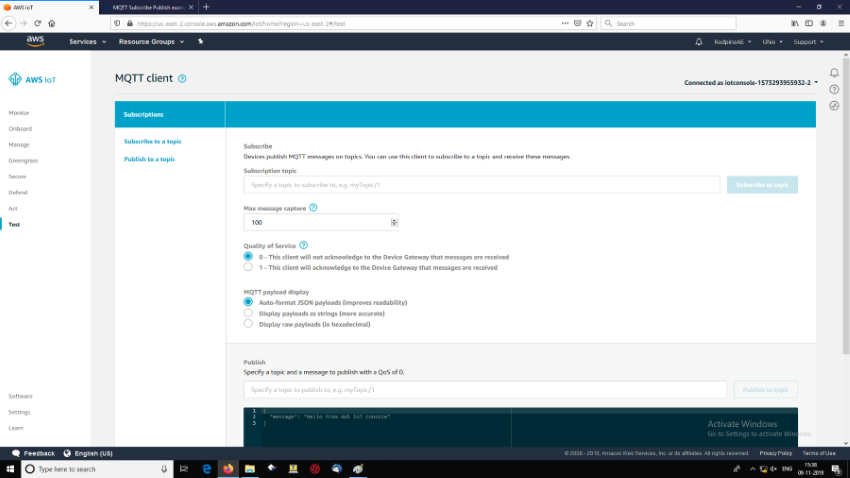 AWS IoT
MQTT Subscribe Publish
https://us-east-2.console.aws.amazon.com/iot/home?region=us-east-2#/test
Search
aws
Services
Resource Groups
RedpineAE
Ohio
Support
AWS IoT
MQTT client
Connected as iotconsole-1573293955932-2
Monitor
Onboard
Manage
Greengrass
Secure
Defend
Act
Test
Software
Settings
Learn
Subscriptions
Subscribe to a topic
Publish to a topic
Subscribe
Devices publish MQTT messages on topics. You can use this client to subscribe to a topic and receive these messages.
Subscription topic
Specify a topic to subscribe to, e.g. myTopic/1
Subscribe to topic
Max message capture
100
Quality of Service
0 - This client will not acknowledge to the Device Gateway that messages are received
1 - This client will acknowledge to the Device Gateway that messages are received
MQTT payload display
Auto-format JSON payloads (improves readability)
Display payloads as strings (more accurate)
Display raw payloads (in hexadecimal)
Publish
Specify a topic and a message to publish with a QoS of 0.
Specify a topic to publish to, e.g. myTopic/1
Publish to topic
1 {
2 "message": "Hello from AWS IoT console"
3 }
Activate Windows
Go to Settings to activate Windows.
Feedback
English (US)
© 2008 - 2019, Amazon Web Services, Inc. or its affiliates. All rights reserved.
Privacy Policy
Terms of Use
Type here to search
ENG
15:38
09-11-2019